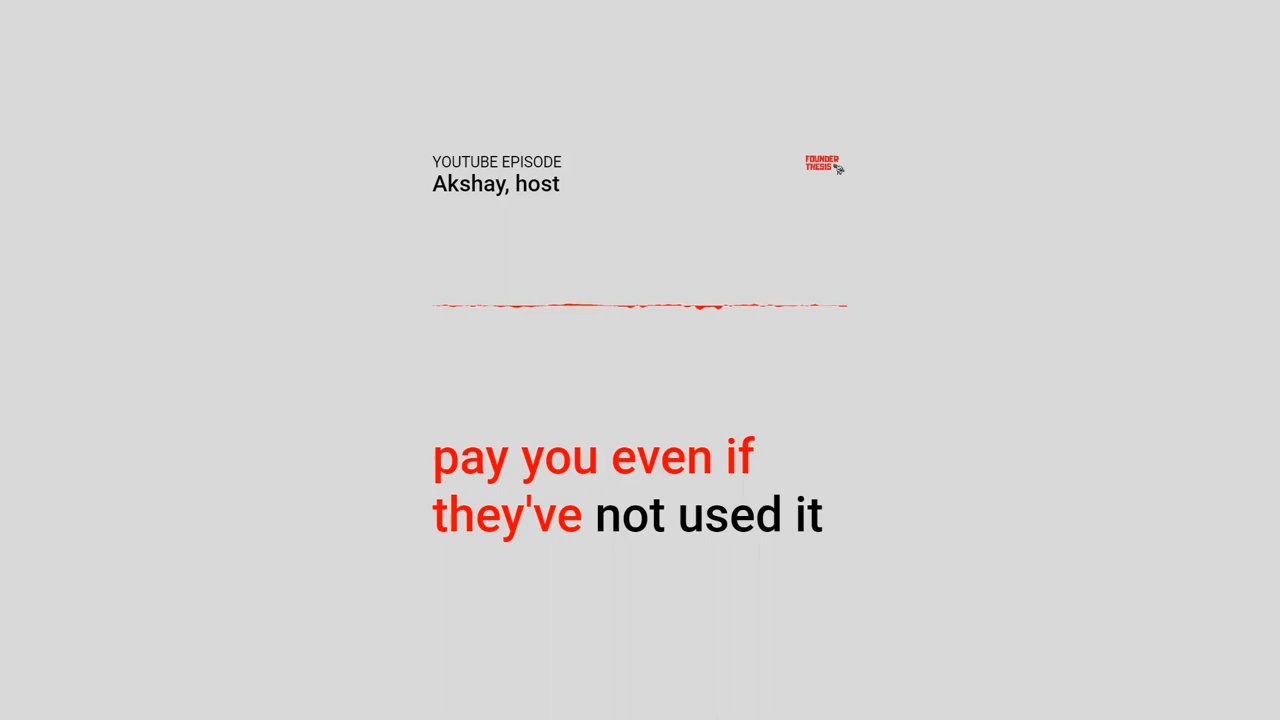 YOUTUBE EPISODE
Akshay, host
FOUNDER
THESIS
pay you even if
they've not used it